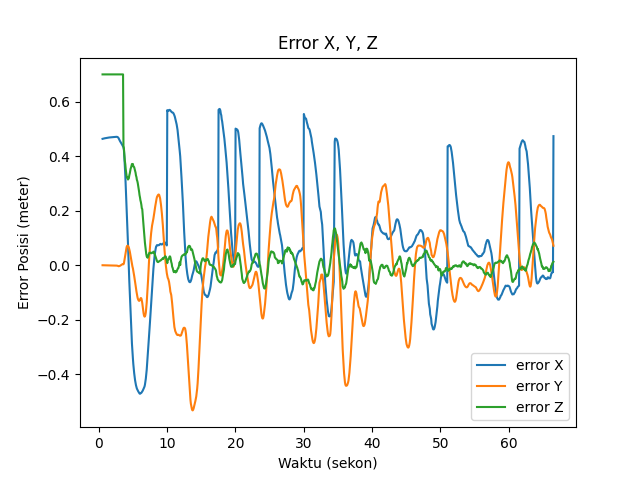 Error X, Y, Z
Error Posisi (meter)
0.6
0.4
0.2
0.0
−0.2
−0.4
0 10 20 30 40 50 60
Waktu (sekon)
error X
error Y
error Z